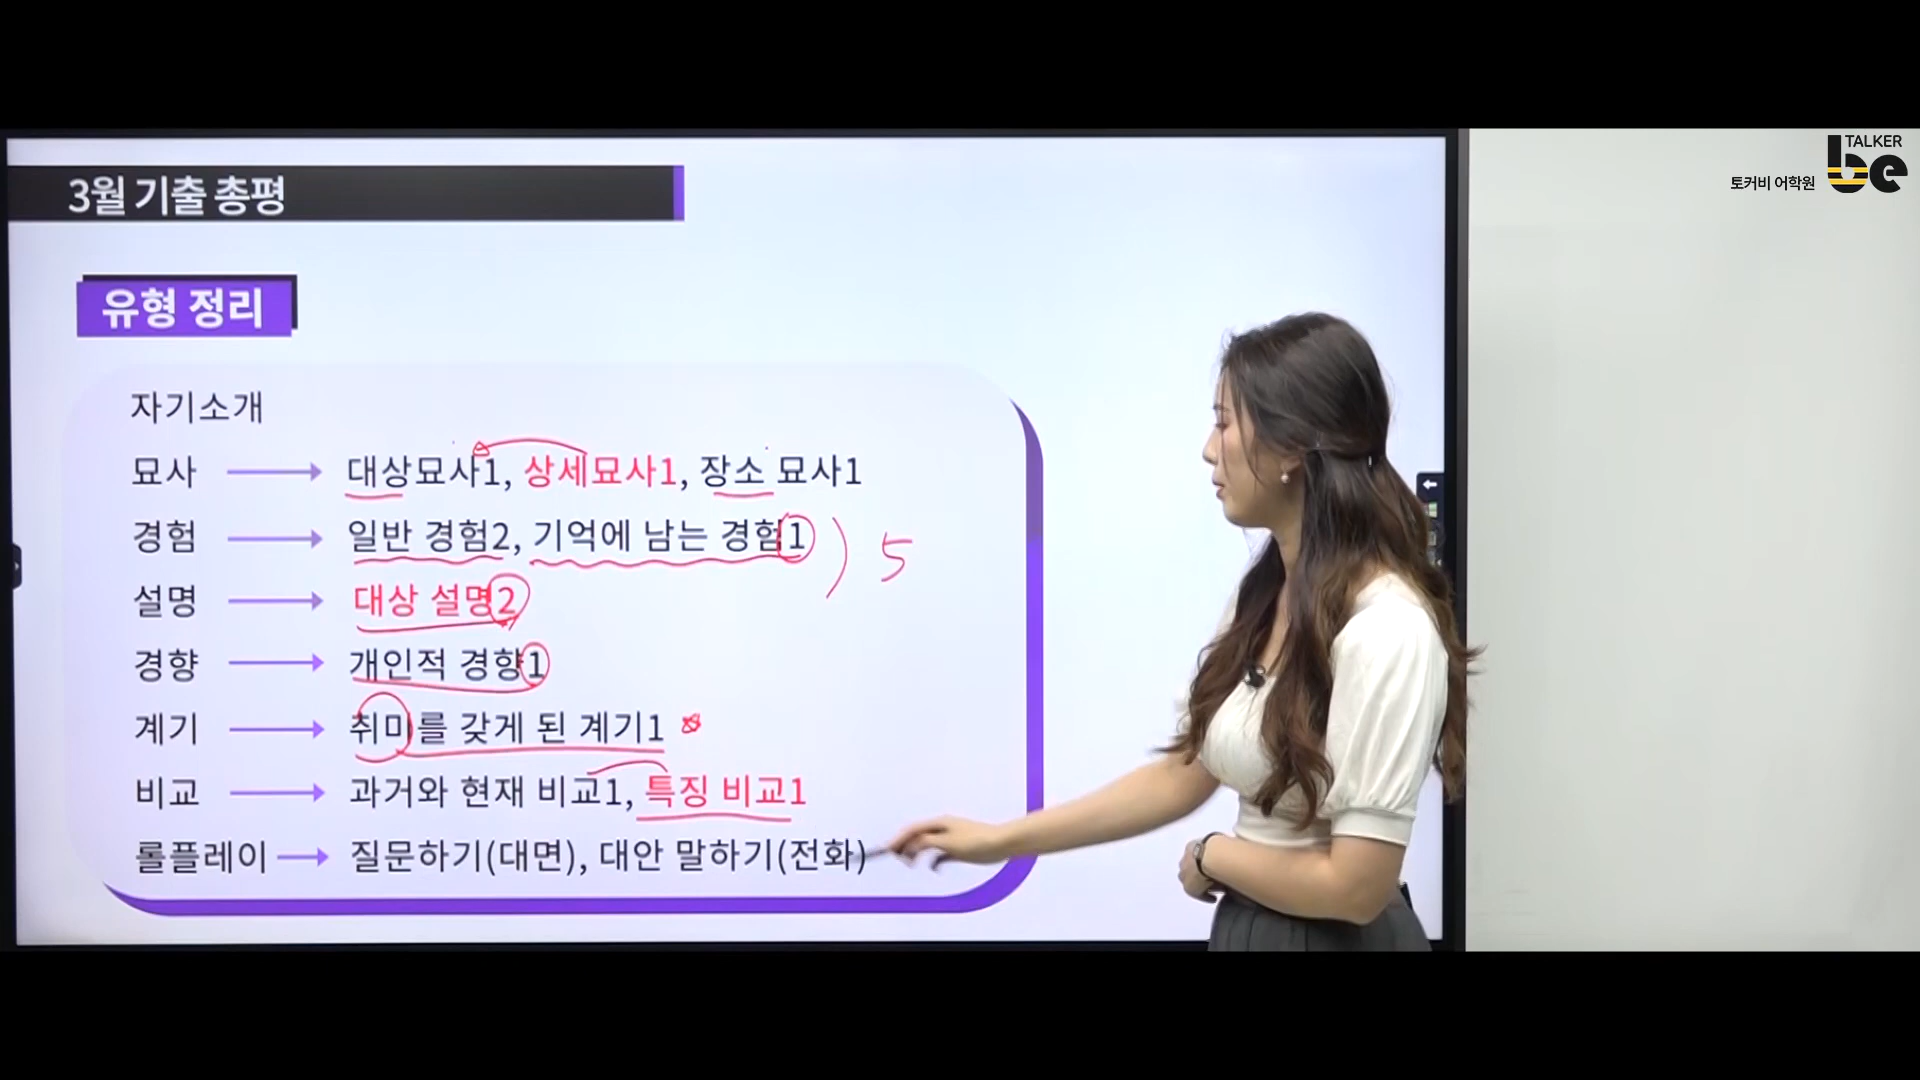 TALKER
be
토커비 어학원
3월 기출 총평
유형 정리
자기소개
묘사 → 대상묘사1, 상세묘사1, 장소 묘사1
경험 → 일반 경험2, 기억에 남는 경험1 ) 5
설명 → 대상 설명2
경향 → 개인적 경향1
계기 → 취미를 갖게 된 계기1
비교 → 과거와 현재 비교1, 특징 비교1
롤플레이 → 질문하기(대면), 대안 말하기(전화)